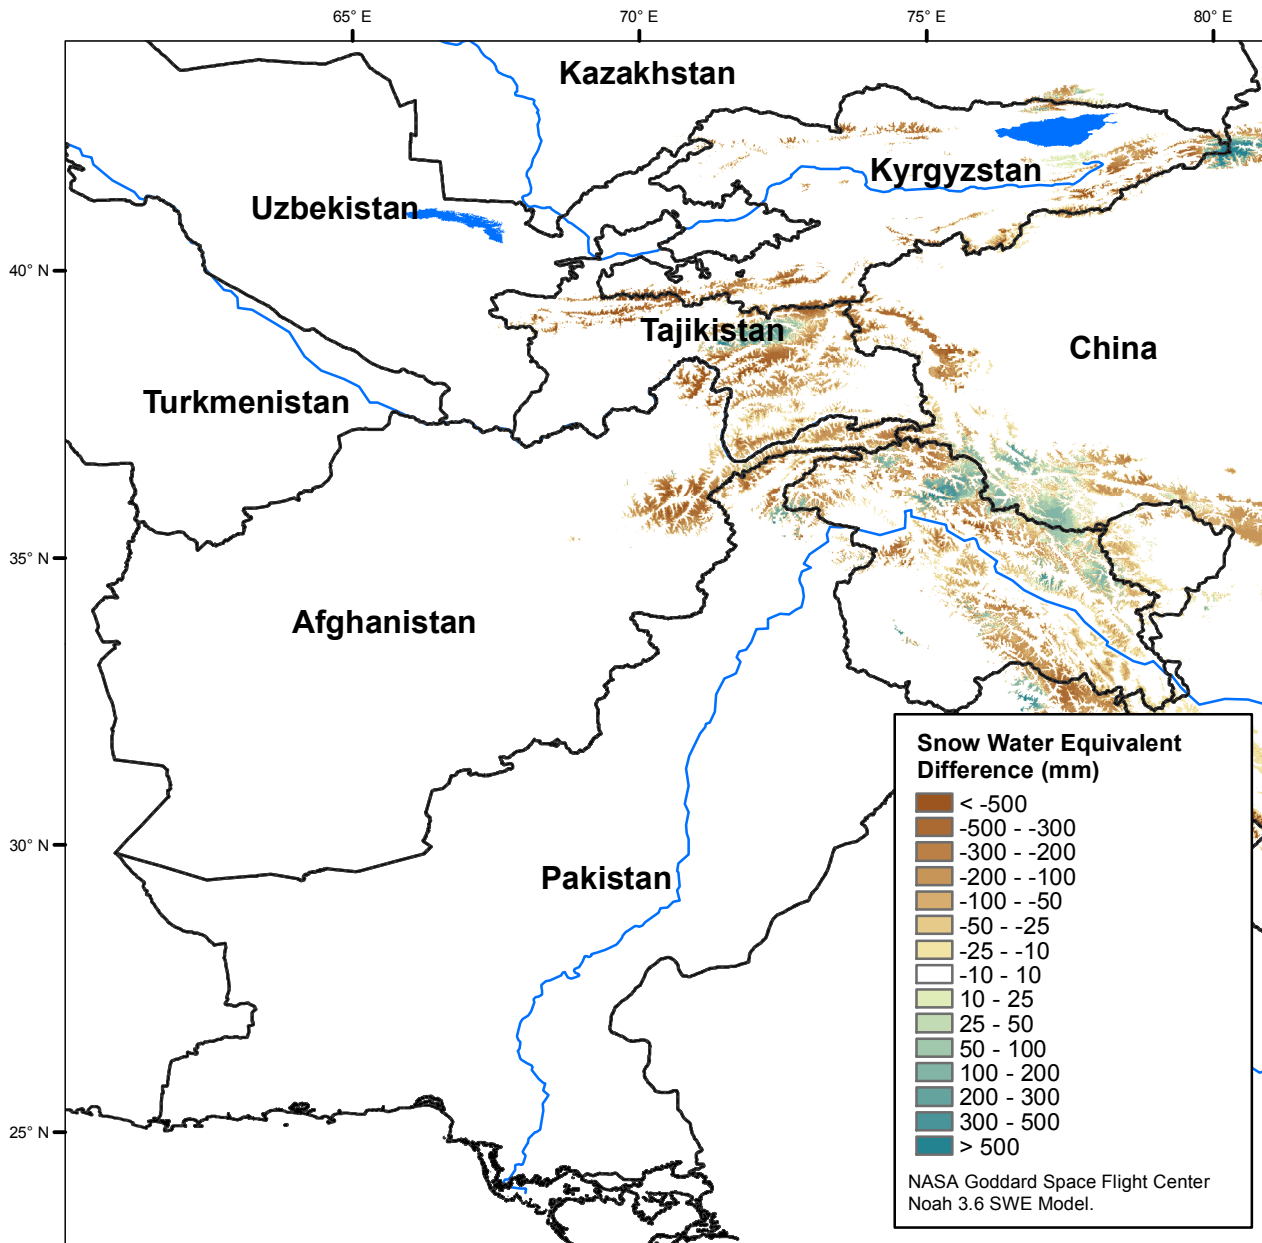 65° E
70° E
75° E
80° E
Kazakhstan
Kyrgyzstan
Uzbekistan
40° N
Tajikistan
China
Turkmenistan
35° N
Afghanistan
30° N
Pakistan
25° N
Snow Water Equivalent
Difference (mm)
< -500
-500 - -300
-300 - -200
-200 - -100
-100 - -50
-50 - -25
-25 - -10
-10 - 10
10 - 25
25 - 50
50 - 100
100 - 200
200 - 300
300 - 500
> 500
NASA Goddard Space Flight Center
Noah 3.6 SWE Model.